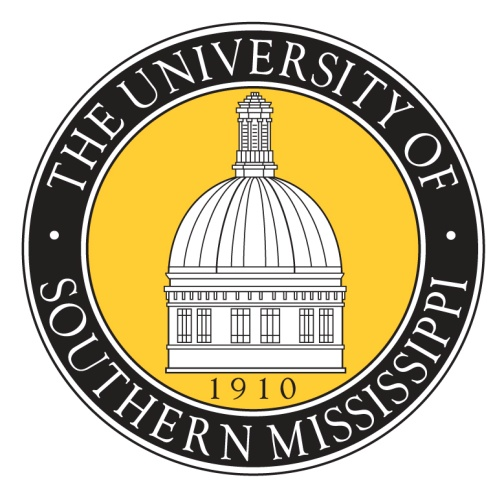 THE UNIVERSITY OF
SOUTHERN MISSISSIPPI
1910